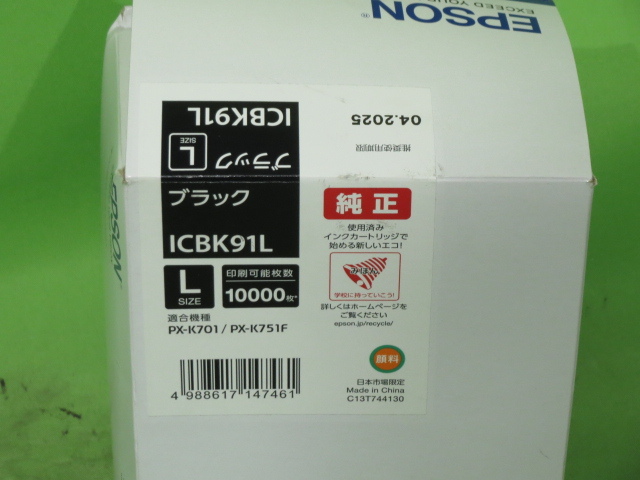 EPSON
EXCEED YOUR
ICBK91L
ブラック
L
SIZE
04.2025
推奨使用期限
EPSON
ブラック
ICBK91L
L
SIZE
印刷可能枚数
10000枚*
適合機種
PX-K701 / PX-K751F
4 988617 147461
純正
使用済み
インクカートリッジで
始める新しいエコ!
学校に持っていこう!
詳しくはホームページを
ご覧ください
epson.jp/recycle/
顔料
日本市場限定
Made in China
C13T744130